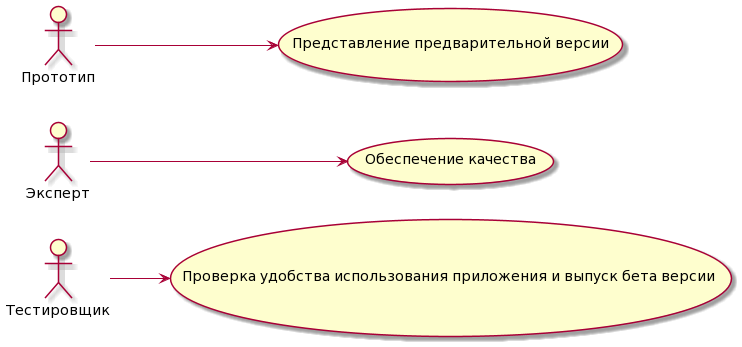 Представление предварительной версии
Прототип
Обеспечение качества
Эксперт
Проверка удобства использования приложения и выпуск бета версии
Тестировщик